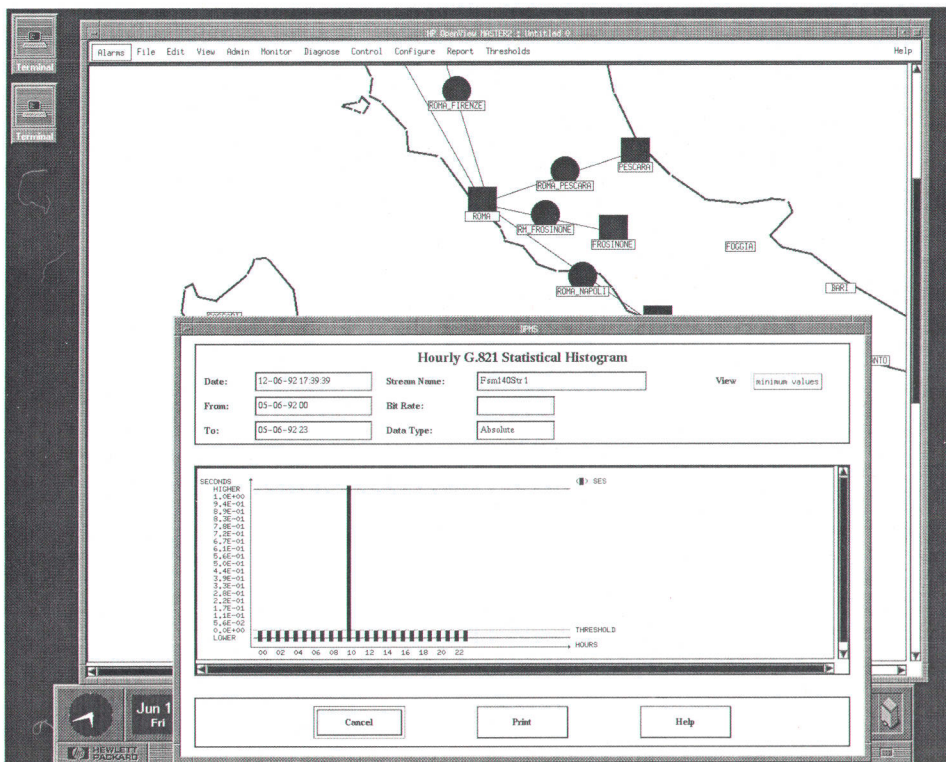 Terminal
Terminal
HP OpenView MASTER2 : Untitled 0
Alarms File Edit View Admin Monitor Diagnose Control Configure Report Thresholds Help
ROMA_FIRENZE
PESCARA
ROMA_PESCARA
ROMA
RM_FROSINONE
FROSINONE
FOGGIA
ROMA_NAPOLI
BARI
ANTO
DPMS
Hourly G.821 Statistical Histogram
Date: 12-06-92 17:39:39 Stream Name: Fsm140Str1 View minimum values
From: 05-06-92 00 Bit Rate:
To: 05-06-92 23 Data Type: Absolute
SECONDS
HIGHER
( ) SES
1.0E+00
9.4E-01
8.9E-01
8.3E-01
7.8E-01
7.2E-01
6.7E-01
6.1E-01
5.6E-01
5.0E-01
4.4E-01
3.9E-01
3.3E-01
2.8E-01
2.2E-01
1.7E-01
1.1E-01
5.6E-02
0.0E+00 THRESHOLD
LOWER
HOURS
00 02 04 06 08 10 12 14 16 18 20 22
Cancel Print Help
Jun 1
Fri
HEWLETT
PACKARD